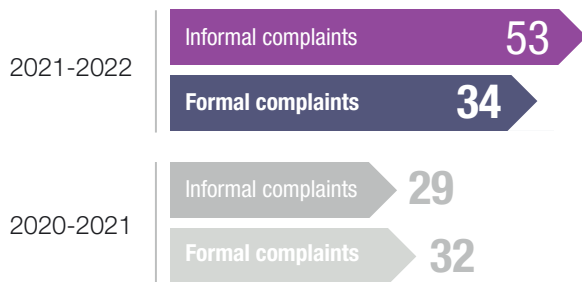 2021-2022
Informal complaints 53
Formal complaints 34
2020-2021
Informal complaints 29
Formal complaints 32